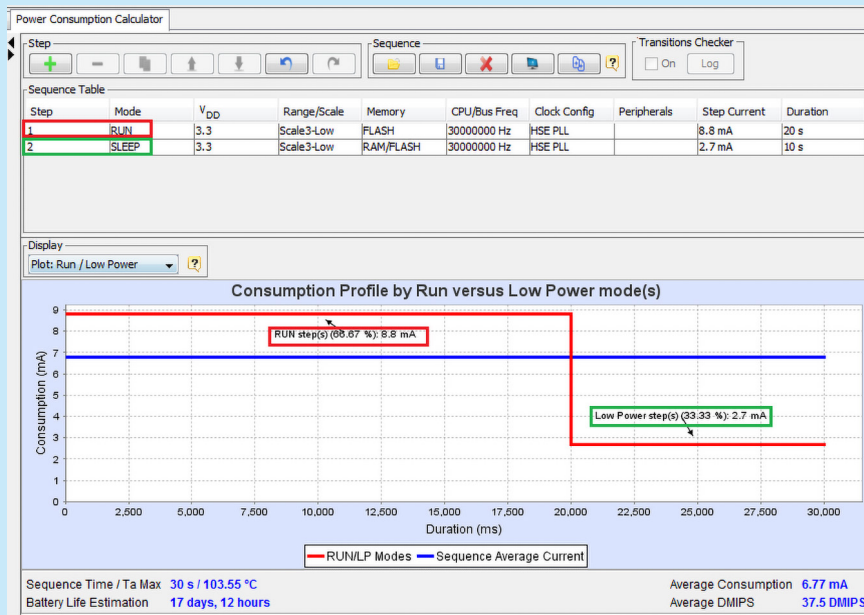 Power Consumption Calculator
Step
Sequence
Transitions Checker
On Log
Sequence Table
Step Mode VDD Range/Scale Memory CPU/Bus Freq Clock Config Peripherals Step Current Duration
1 RUN 3.3 Scale3-Low FLASH 30000000 Hz HSE PLL 8.8 mA 20 s
2 SLEEP 3.3 Scale3-Low RAM/FLASH 30000000 Hz HSE PLL 2.7 mA 10 s
Display
Plot: Run / Low Power
Consumption Profile by Run versus Low Power mode(s)
Consumption (mA)
9
8
7
6
5
4
3
2
1
0
RUN step(s) (66.67 %): 8.8 mA
Low Power step(s) (33.33 %): 2.7 mA
0 2,500 5,000 7,500 10,000 12,500 15,000 17,500 20,000 22,500 25,000 27,500 30,000
Duration (ms)
RUN/LP Modes Sequence Average Current
Sequence Time / Ta Max 30 s / 103.55 °C Average Consumption 6.77 mA
Battery Life Estimation 17 days, 12 hours Average DMIPS 37.5 DMIPS